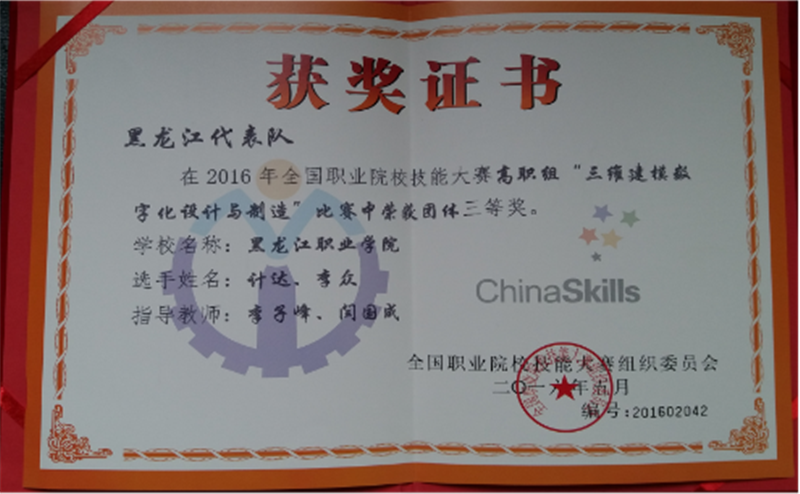 获奖证书
黑龙江代表队
在2016年全国职业院校技能大赛高职组“三维建模数
字化设计与制造”比赛中荣获团体三等奖。
学校名称：黑龙江职业学院
选手姓名：计达、李众
指导教师：李子峰、闫国成
ChinaSkills
全国职业院校技能大赛组织委员会
二〇一六年五月
编号:201602042